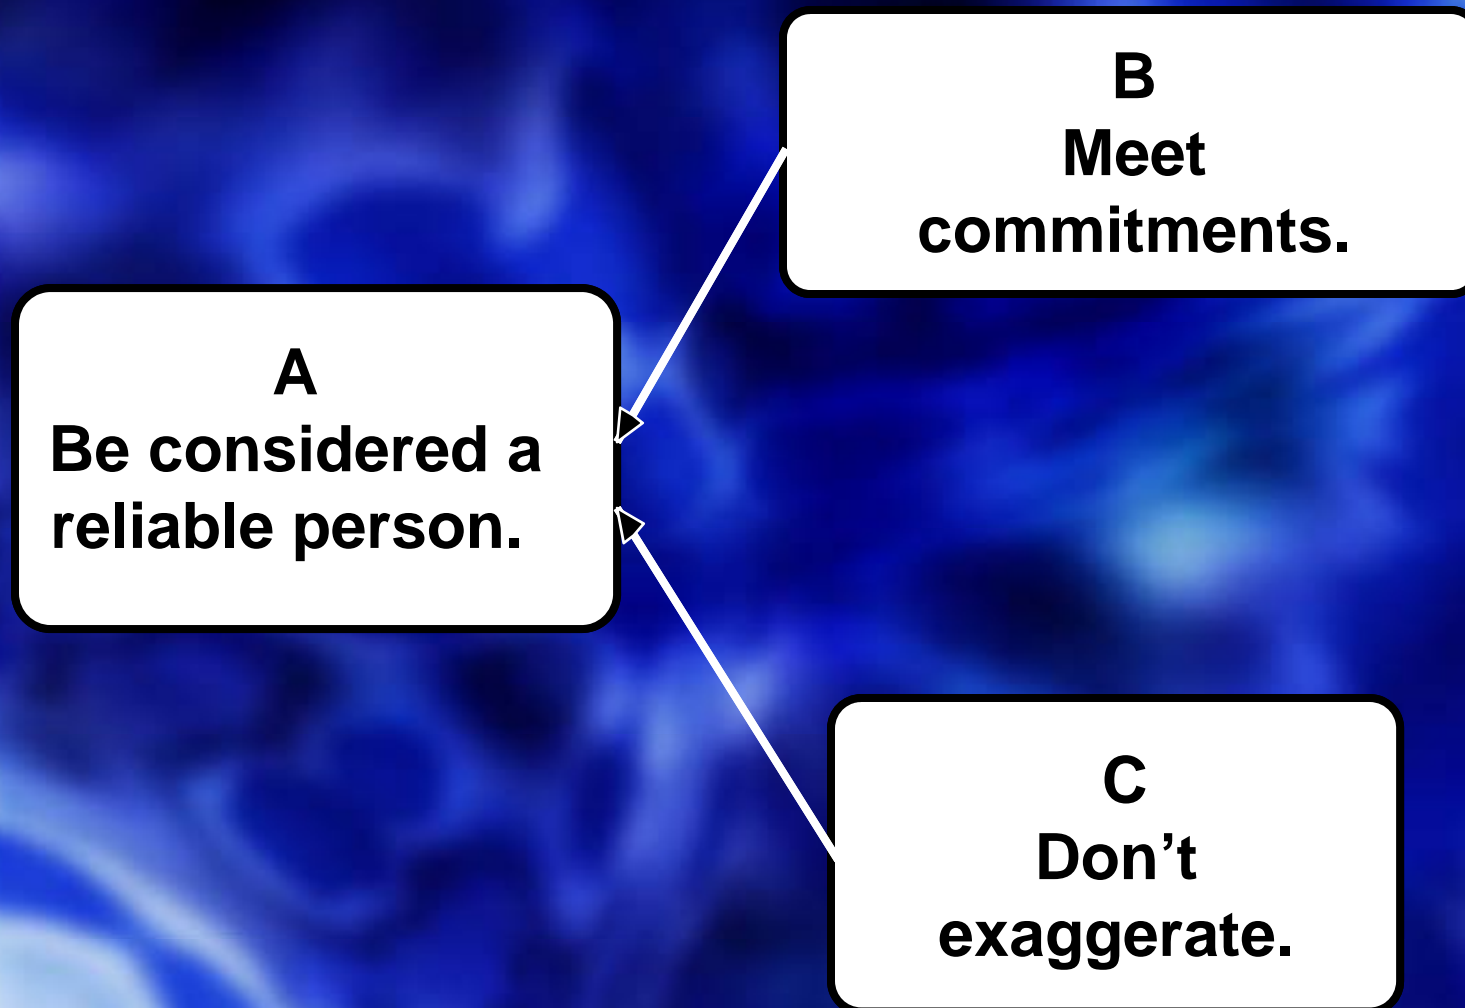 B
Meet
commitments.
A
Be considered a
reliable person.
C
Don’t
exaggerate.